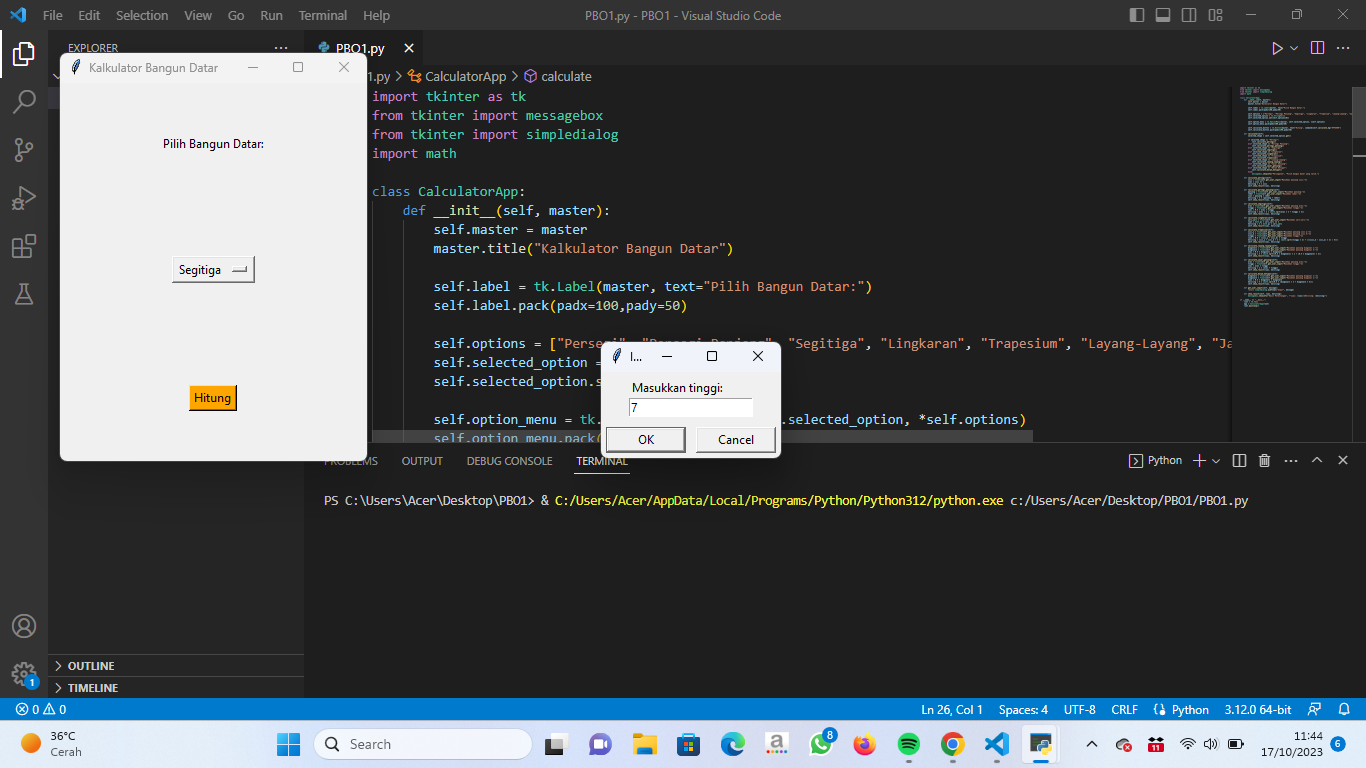 File Edit Selection View Go Run Terminal Help
PBO1.py - PBO1 - Visual Studio Code
EXPLORER
PBO1.py
1.py > CalculatorApp > calculate
Kalkulator Bangun Datar
Pilih Bangun Datar:
Segitiga
Hitung
import tkinter as tk
from tkinter import messagebox
from tkinter import simpledialog
import math
class CalculatorApp:
def __init__(self, master):
self.master = master
master.title("Kalkulator Bangun Datar")
self.label = tk.Label(master, text="Pilih Bangun Datar:")
self.label.pack(padx=100,pady=50)
self.options = ["Perse "Segitiga", "Lingkaran", "Trapesium", "Layang-Layang", "Ja
self.selected_option =
self.selected_option.s
self.option_menu = tk. .selected_option, *self.options)
self.option_menu.pack(
I...
Masukkan tinggi:
7
OK Cancel
PROBLEMS OUTPUT DEBUG CONSOLE TERMINAL
Python
PS C:\Users\Acer\Desktop\PBO1> & C:/Users/Acer/AppData/Local/Programs/Python/Python312/python.exe c:/Users/Acer/Desktop/PBO1/PBO1.py
OUTLINE
TIMELINE
1
0 0
Ln 26, Col 1 Spaces: 4 UTF-8 CRLF Python 3.12.0 64-bit
36°C
Cerah
Search
a
8
11
11:44
17/10/2023
6